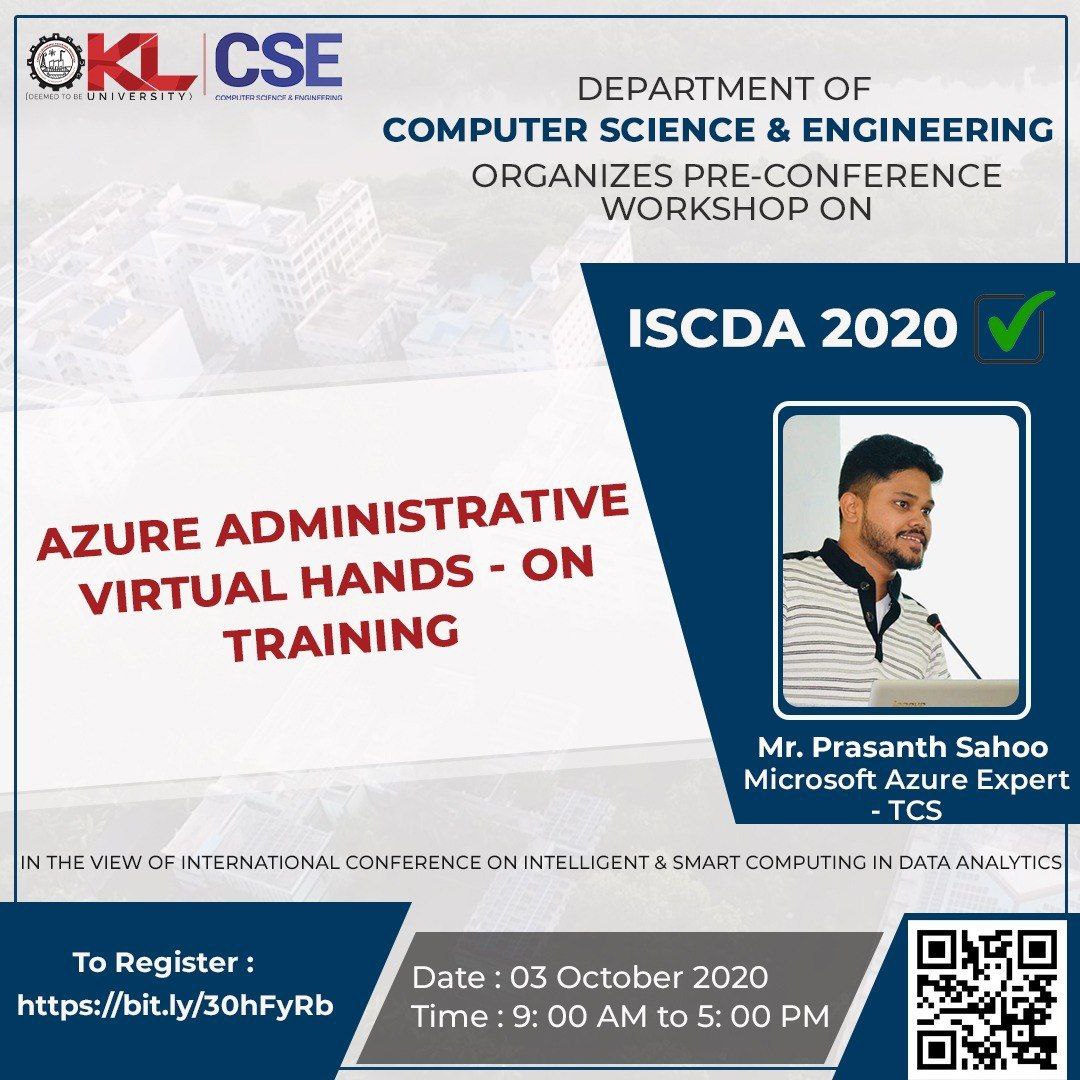 KL
(DEEMED TO BE UNIVERSITY)
CSE
COMPUTER SCIENCE & ENGINEERING
DEPARTMENT OF
COMPUTER SCIENCE & ENGINEERING
ORGANIZES PRE-CONFERENCE
WORKSHOP ON
ISCDA 2020
AZURE ADMINISTRATIVE
VIRTUAL HANDS - ON
TRAINING
Mr. Prasanth Sahoo
Microsoft Azure Expert
- TCS
IN THE VIEW OF INTERNATIONAL CONFERENCE ON INTELLIGENT & SMART COMPUTING IN DATA ANALYTICS
To Register :
https://bit.ly/30hFyRb
Date : 03 October 2020
Time : 9: 00 AM to 5: 00 PM